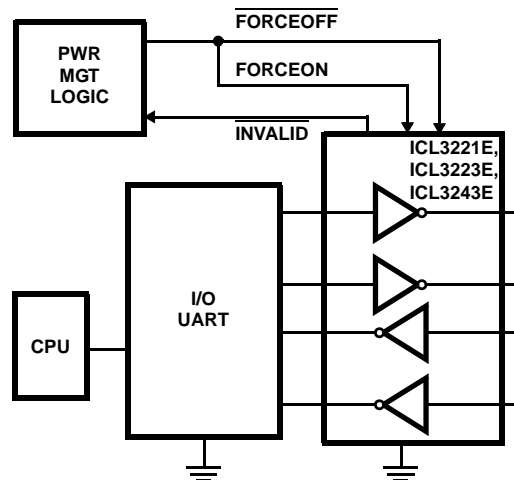 FORCEOFF
PWR
MGT
LOGIC
FORCEON
INVALID
ICL3221E,
ICL3223E,
ICL3243E
I/O
UART
CPU